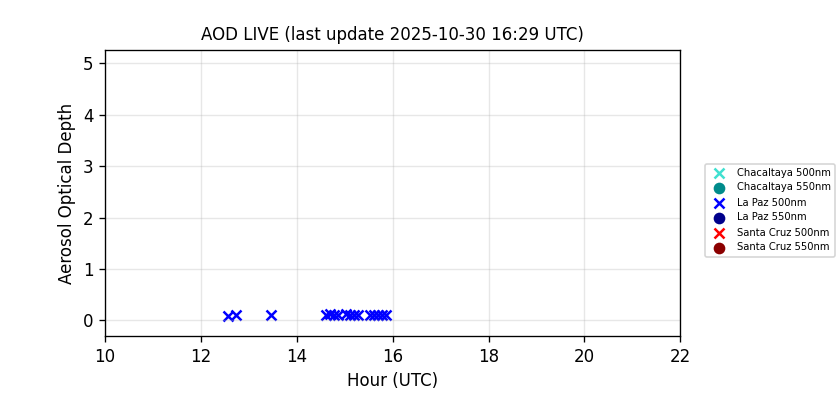 AOD LIVE (last update 2025-10-30 16:29 UTC)
Aerosol Optical Depth
5
4
3
2
1
0
10 12 14 16 18 20 22
Hour (UTC)
Chacaltaya 500nm
Chacaltaya 550nm
La Paz 500nm
La Paz 550nm
Santa Cruz 500nm
Santa Cruz 550nm